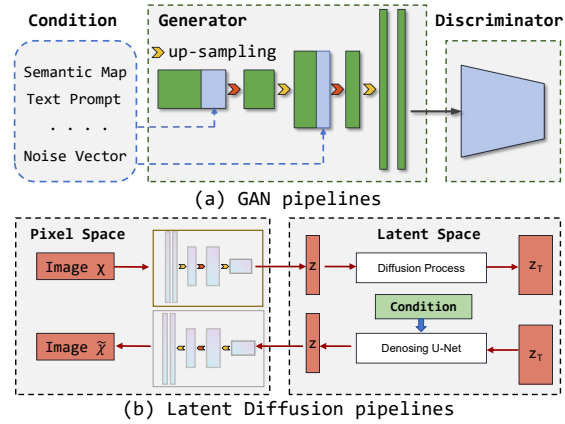 Condition
Generator
Discriminator
up-sampling
Semantic Map
Text Prompt
. . . .
Noise Vector
(a) GAN pipelines
Pixel Space
Latent Space
Image χ
z
Diffusion Process
z_T
Condition
Image χ̃
z
Denosing U-Net
z_T
(b) Latent Diffusion pipelines